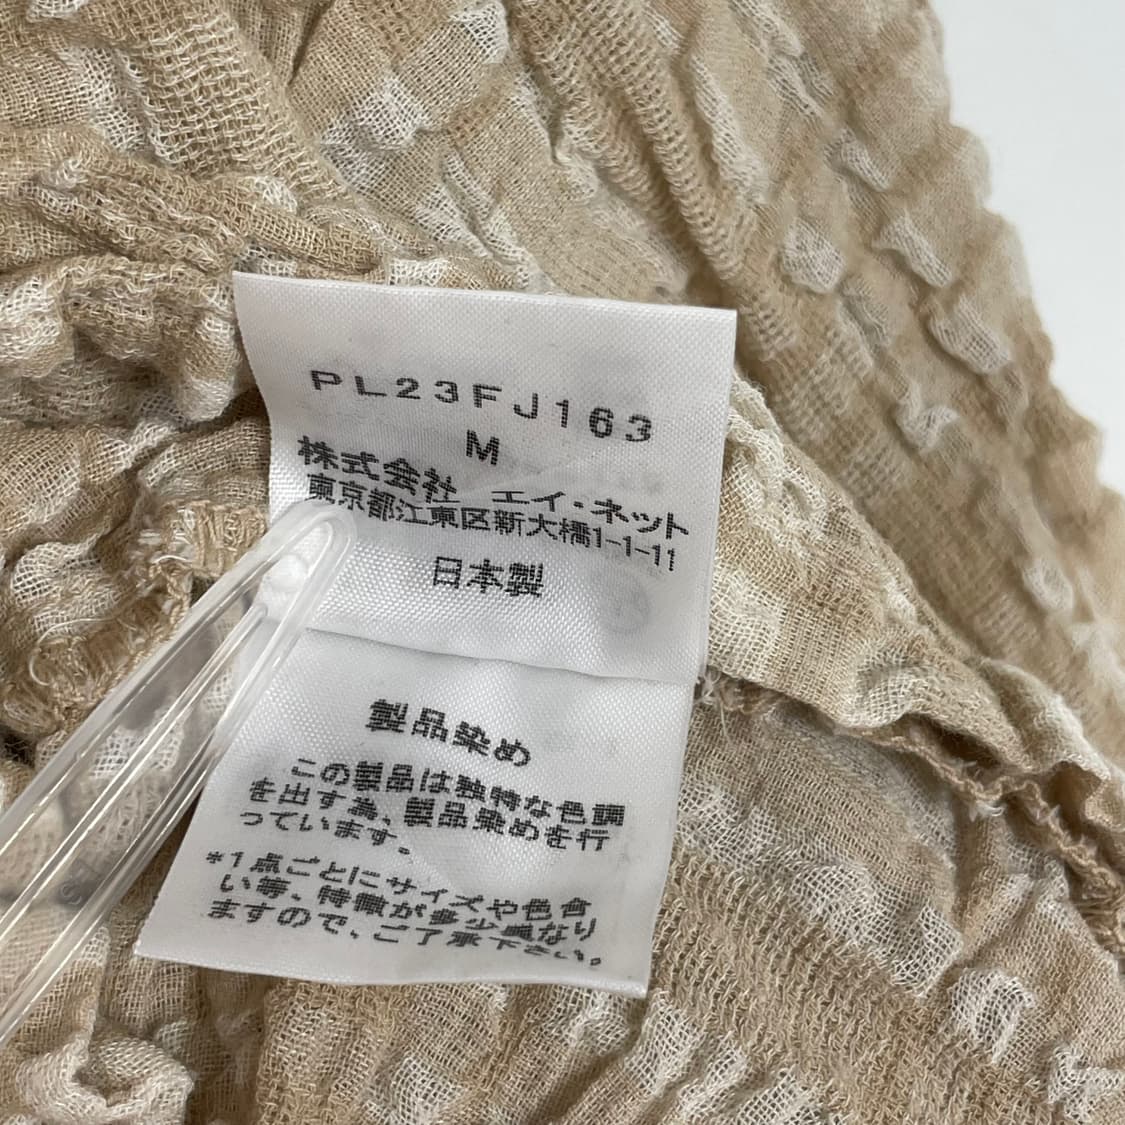 PL23FJ163
M
株式会社 エイ・ネット
東京都江東区新大橋1-1-11
日本製
製品染め
この製品は独特な色調
を出す為、製品染めを行
っています。
*1点ごとにサイズや色合
い等、特徴が多少異なり
ますので、ご了承下さい。